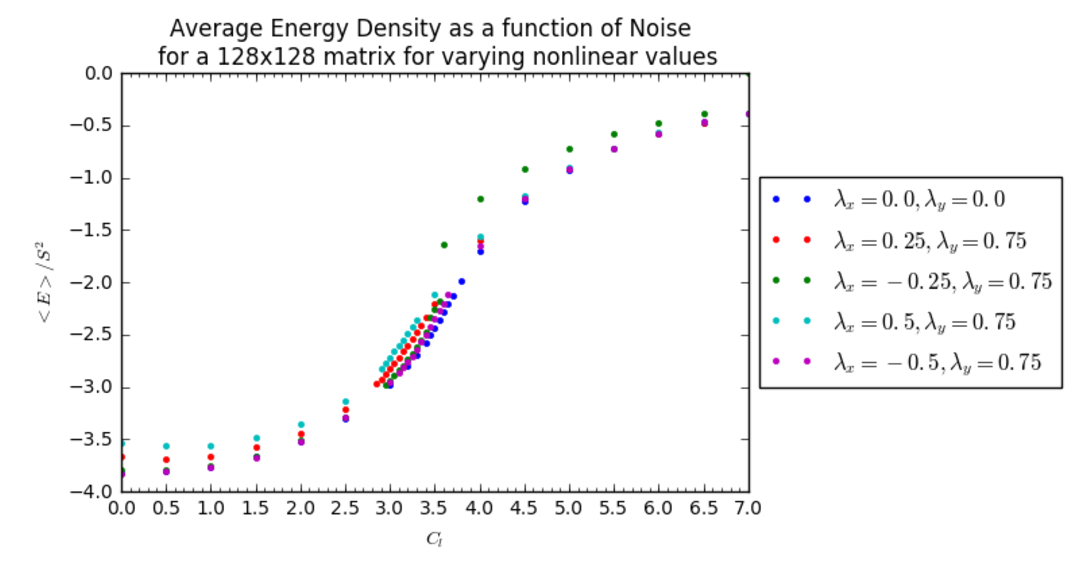 Average Energy Density as a function of Noise
for a 128x128 matrix for varying nonlinear values
0.0
−0.5
−1.0
−1.5
−2.0
−2.5
−3.0
−3.5
−4.0
< E > /S²
0.0 0.5 1.0 1.5 2.0 2.5 3.0 3.5 4.0 4.5 5.0 5.5 6.0 6.5 7.0
C_l
λ_x = 0.0, λ_y = 0.0
λ_x = 0.25, λ_y = 0.75
λ_x = −0.25, λ_y = 0.75
λ_x = 0.5, λ_y = 0.75
λ_x = −0.5, λ_y = 0.75